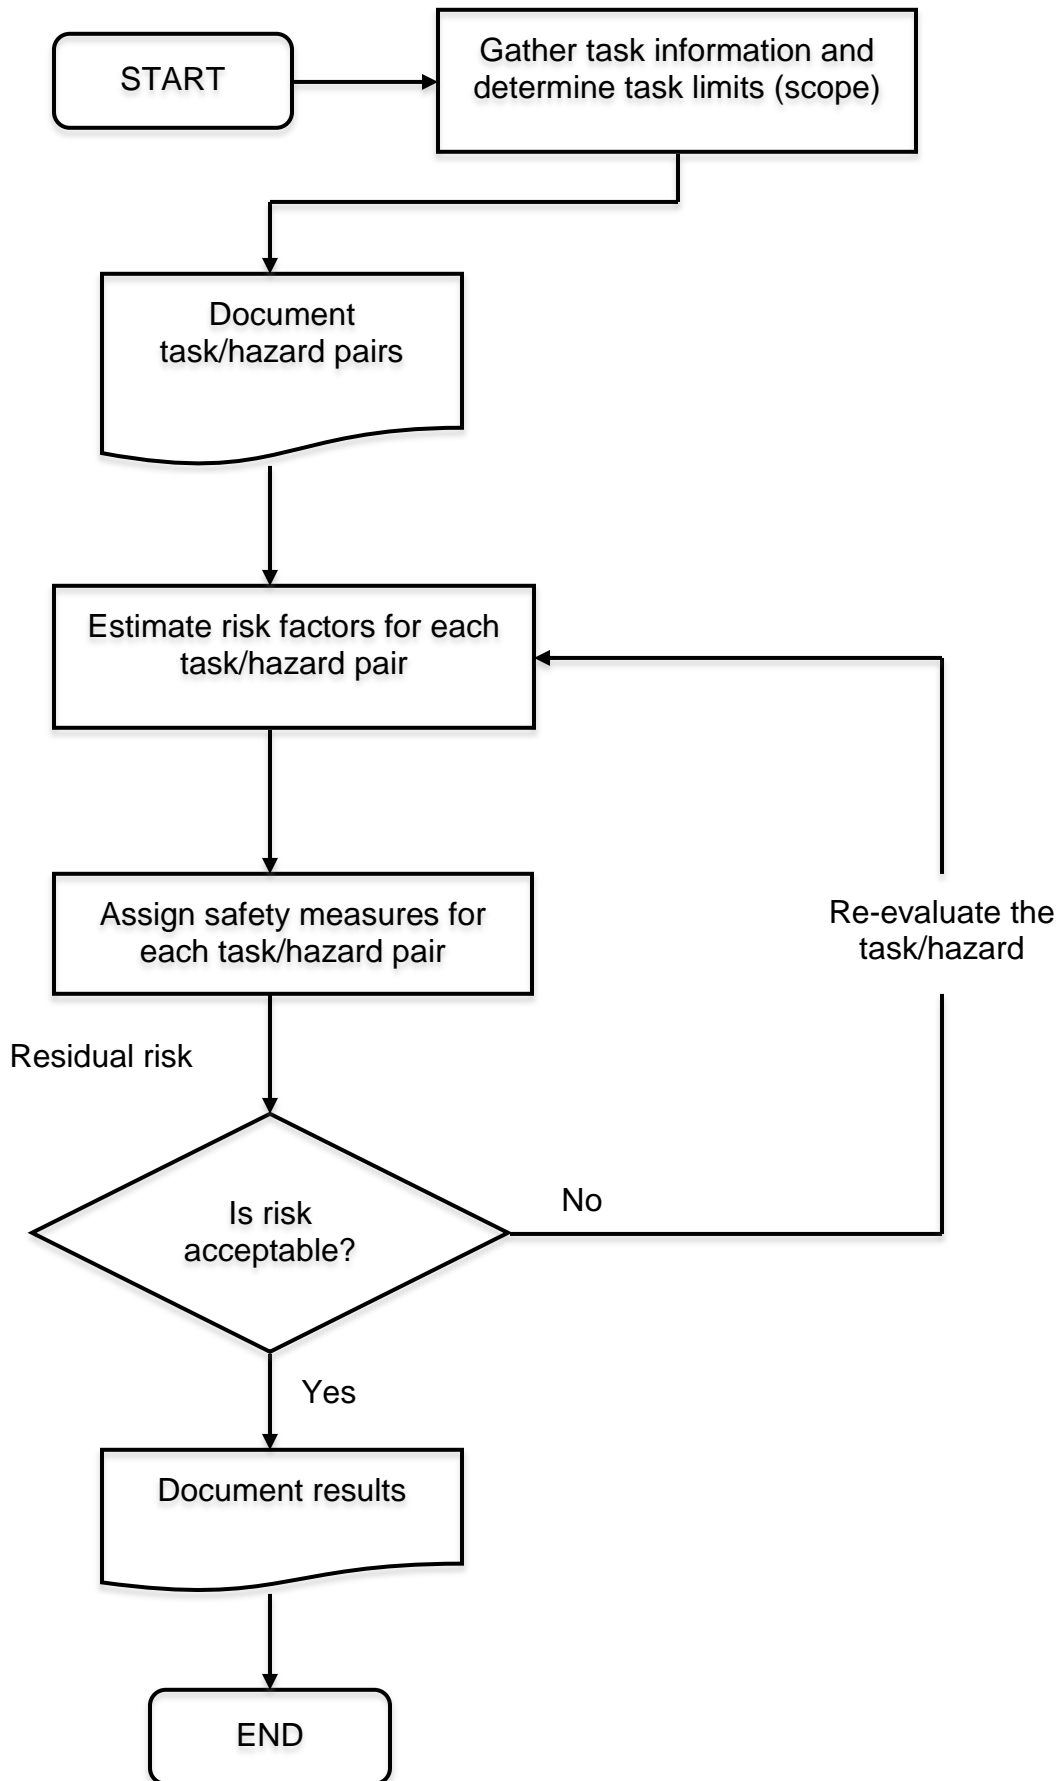 START
Gather task information and
determine task limits (scope)
Document
task/hazard pairs
Estimate risk factors for each
task/hazard pair
Assign safety measures for
each task/hazard pair
Re-evaluate the
task/hazard
Residual risk
Is risk
acceptable?
No
Yes
Document results
END